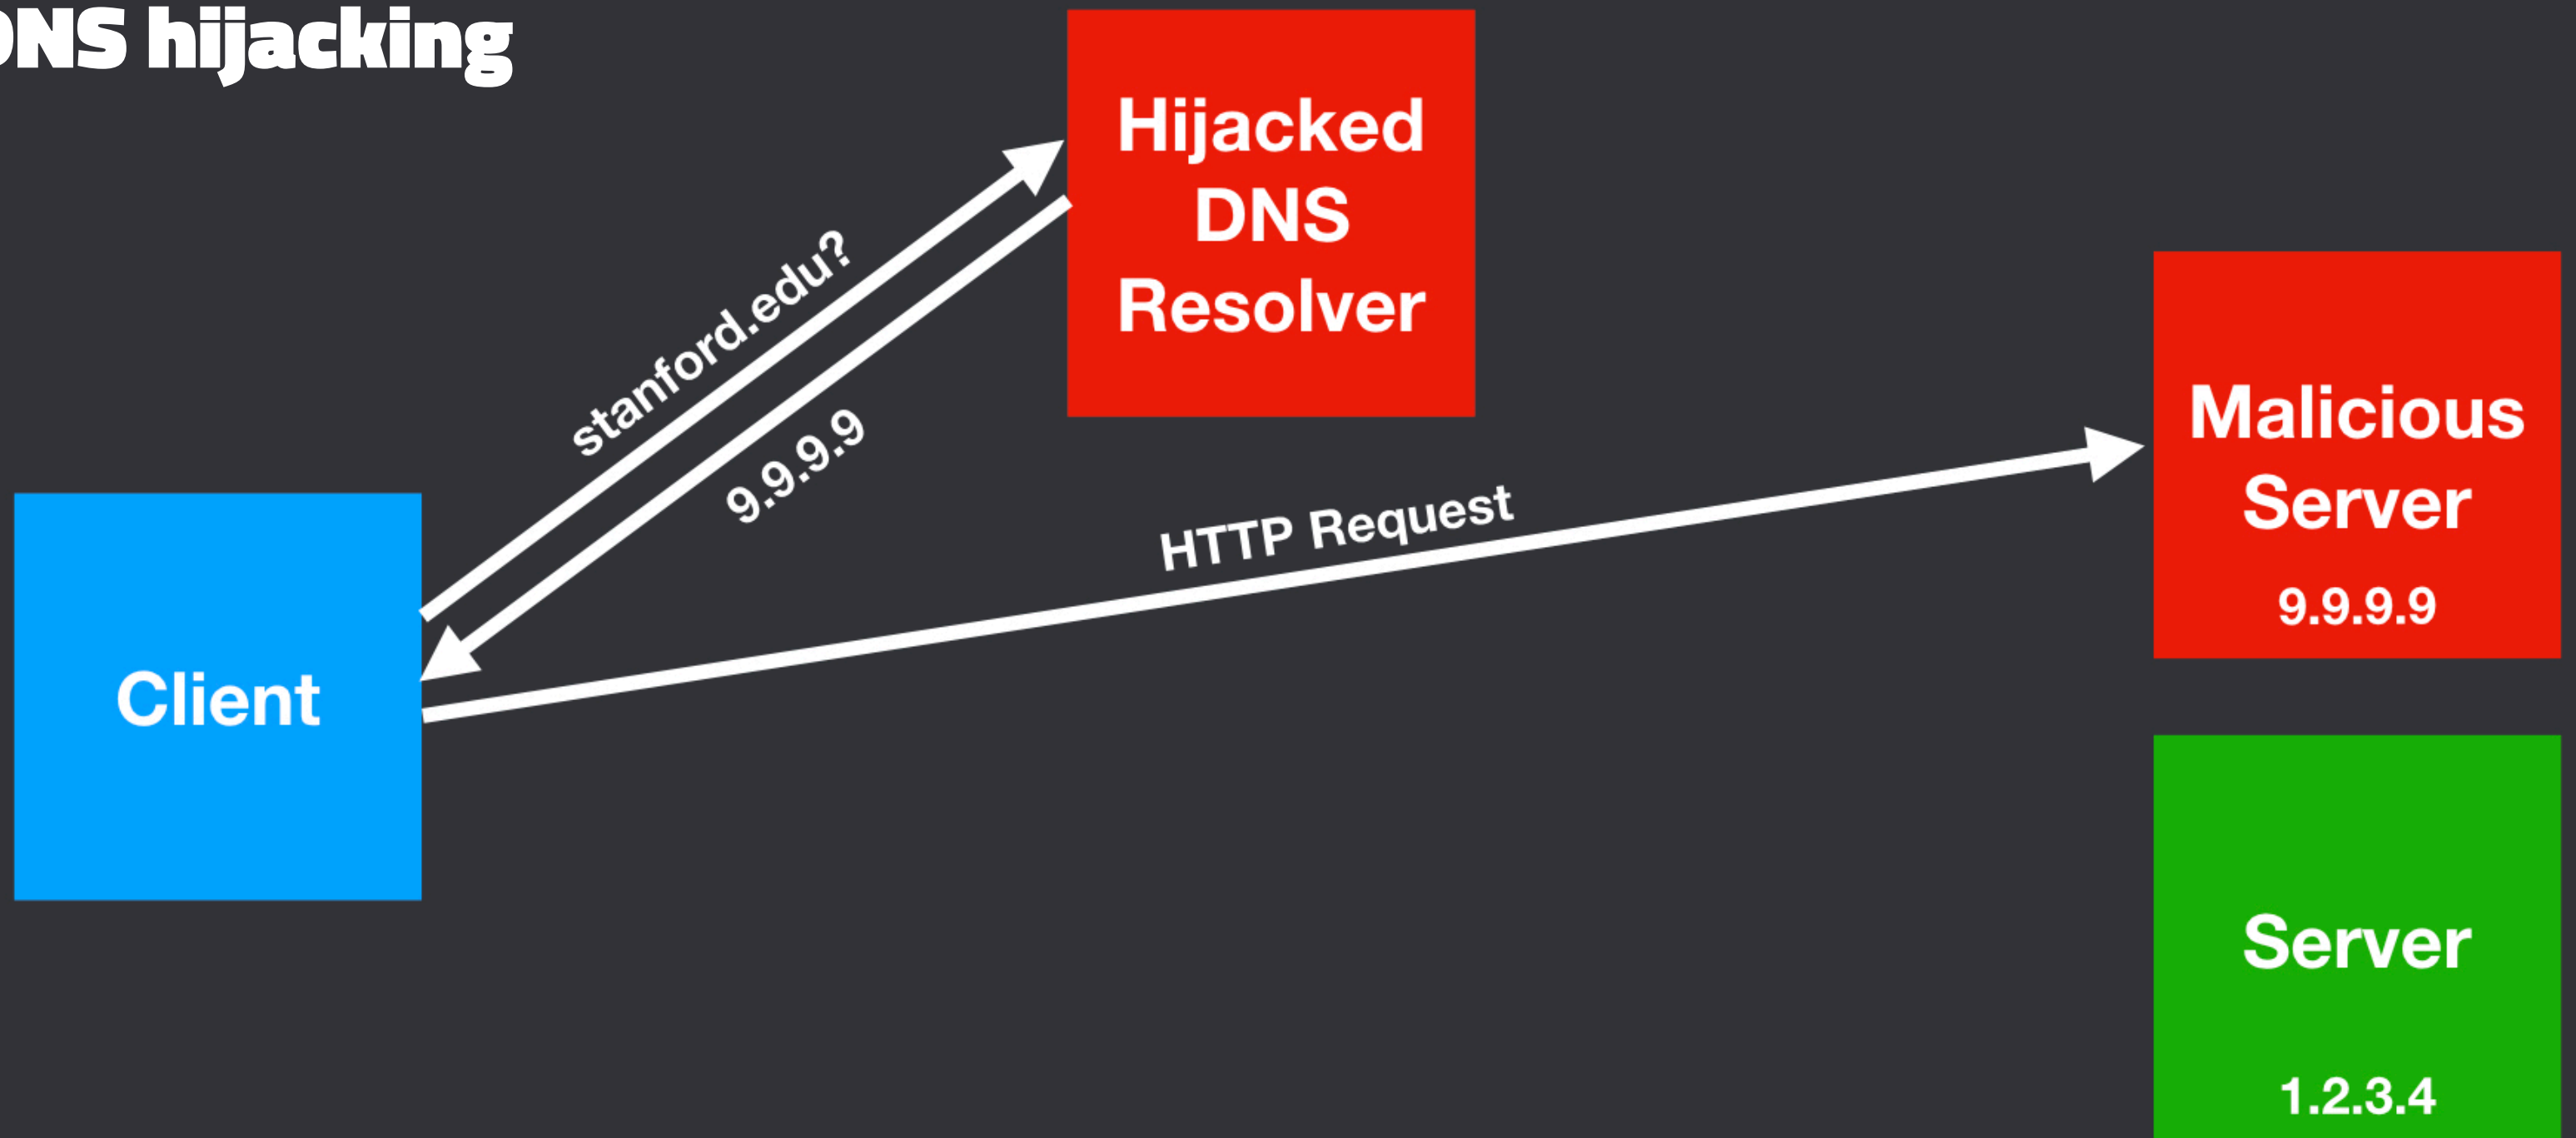 DNS hijacking
Hijacked
DNS
Resolver
stanford.edu?
9.9.9.9
HTTP Request
Malicious
Server
9.9.9.9
Client
Server
1.2.3.4